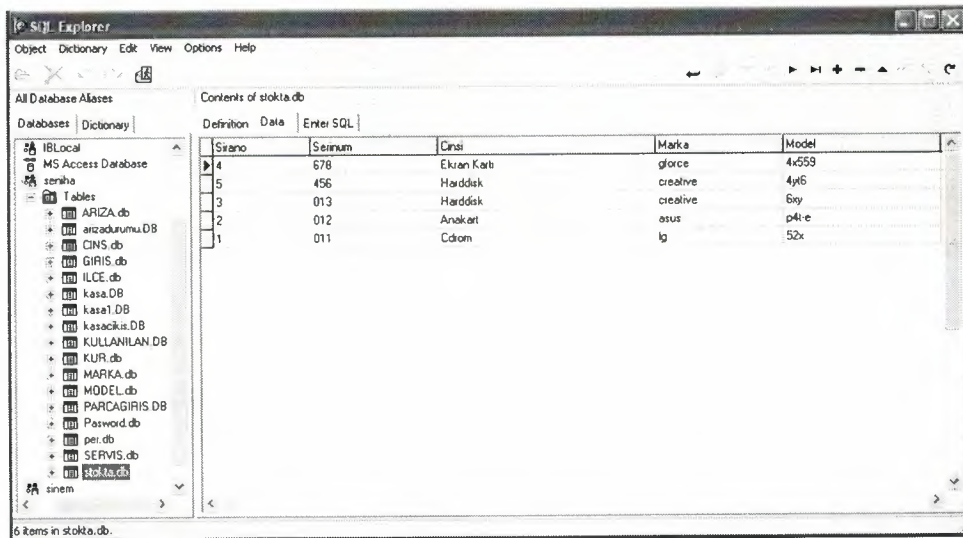 SQL Explorer
Object Dictionary Edit View Options Help
All Database Aliases
Contents of stokta.db
Databases Dictionary
Definition Data Enter SQL
IBLocal
MS Access Database
seniha
Tables
ARIZA.db
arizadurumu.DB
CINS.db
GIRIS.db
ILCE.db
kasa.DB
kasa1.DB
kasacikis.DB
KULLANILAN.DB
KUR.db
MARKA.db
MODEL.db
PARCAGIRIS.DB
Pasword.db
per.db
SERVIS.db
stokta.db
sinem
Sirano Serinum Cinsi Marka Model
4 678 Ekran Kartı glorce 4x559
5 456 Harddisk creative 4yt6
3 013 Harddisk creative 6xy
2 012 Anakart asus p4t-e
1 011 Cdrom lg 52x
6 items in stokta.db.